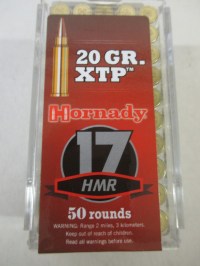 20 GR.
XTP™
Hornady
17
HMR
50 rounds
WARNING: Range 2 miles, 3 kilometers.
Keep out of reach of children.
Read all warnings before use.